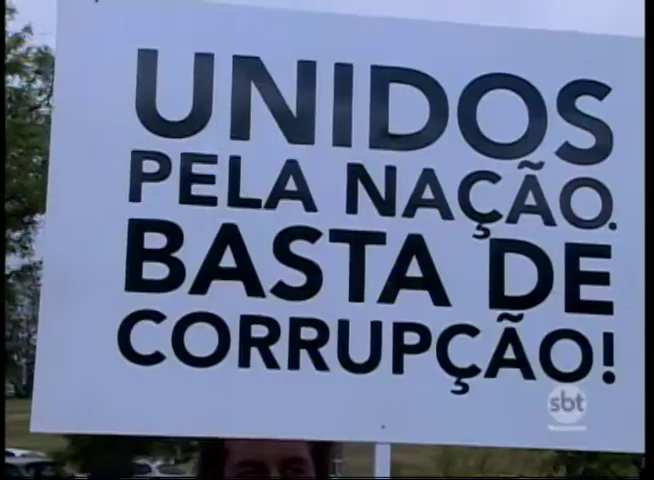 UNIDOS
PELA NAÇÃO.
BASTA DE
CORRUPÇÃO!
sbt